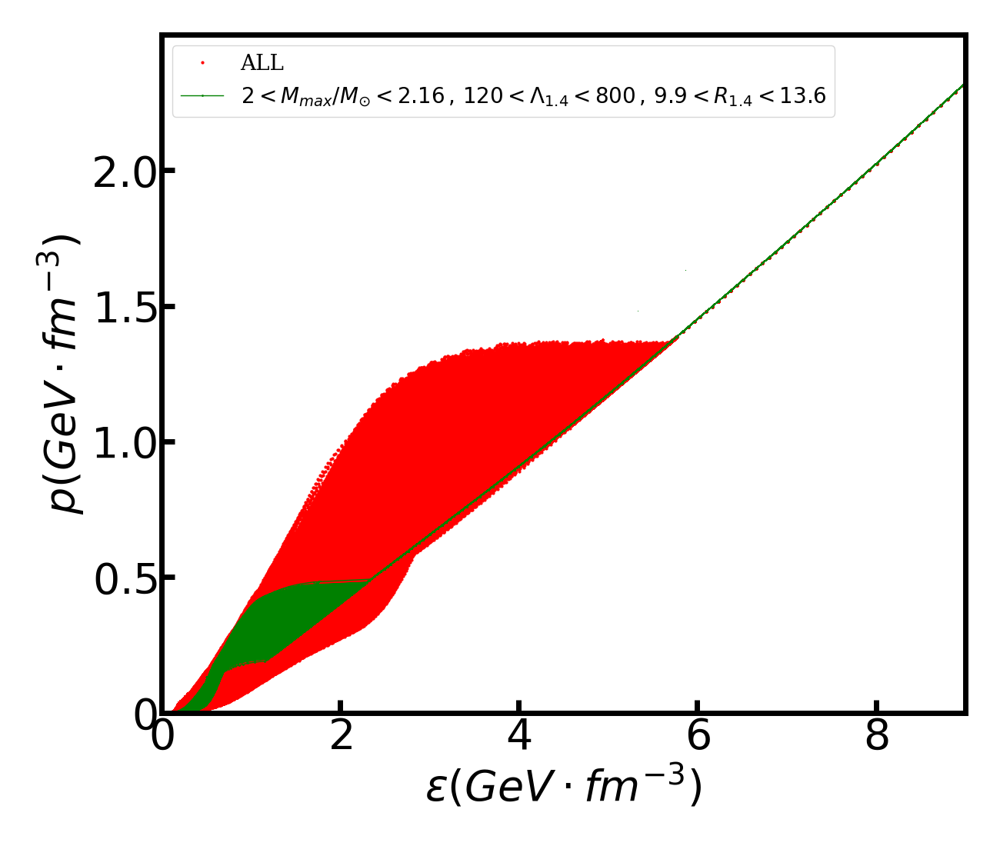 ALL
2 < M_max/M_⊙ < 2.16 , 120 < Λ_1.4 < 800 , 9.9 < R_1.4 < 13.6
2.0
1.5
1.0
0.5
0
p(GeV · fm⁻³)
0 2 4 6 8
ε(GeV · fm⁻³)